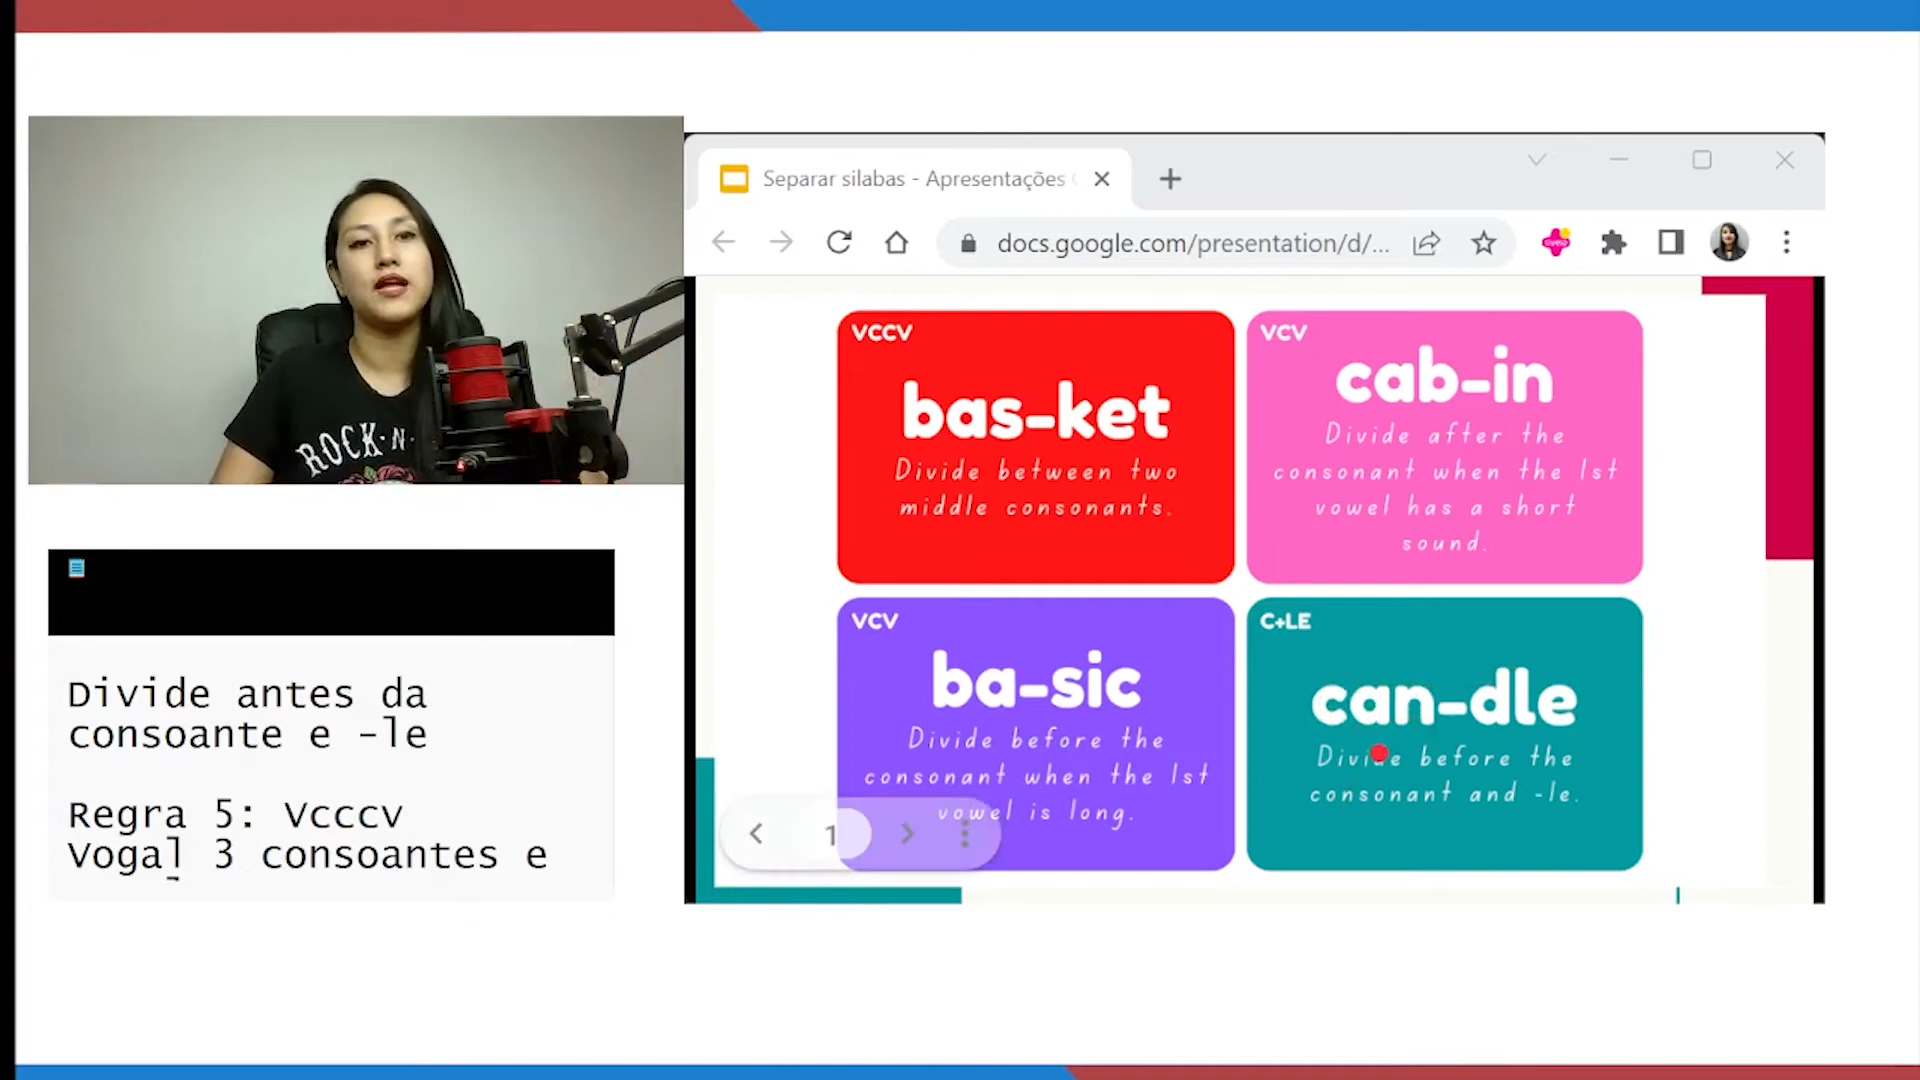 ROCK-N-
Divide antes da
consoante e -le
Regra 5: Vcccv
Vogal 3 consoantes e
Separar silabas - Apresentações
docs.google.com/presentation/d/...
VCCV
bas-ket
Divide between two
middle consonants.
VCV
cab-in
Divide after the
consonant when the 1st
vowel has a short
sound.
VCV
ba-sic
Divide before the
consonant when the 1st
vowel is long.
1
C+LE
can-dle
Divide before the
consonant and -le.